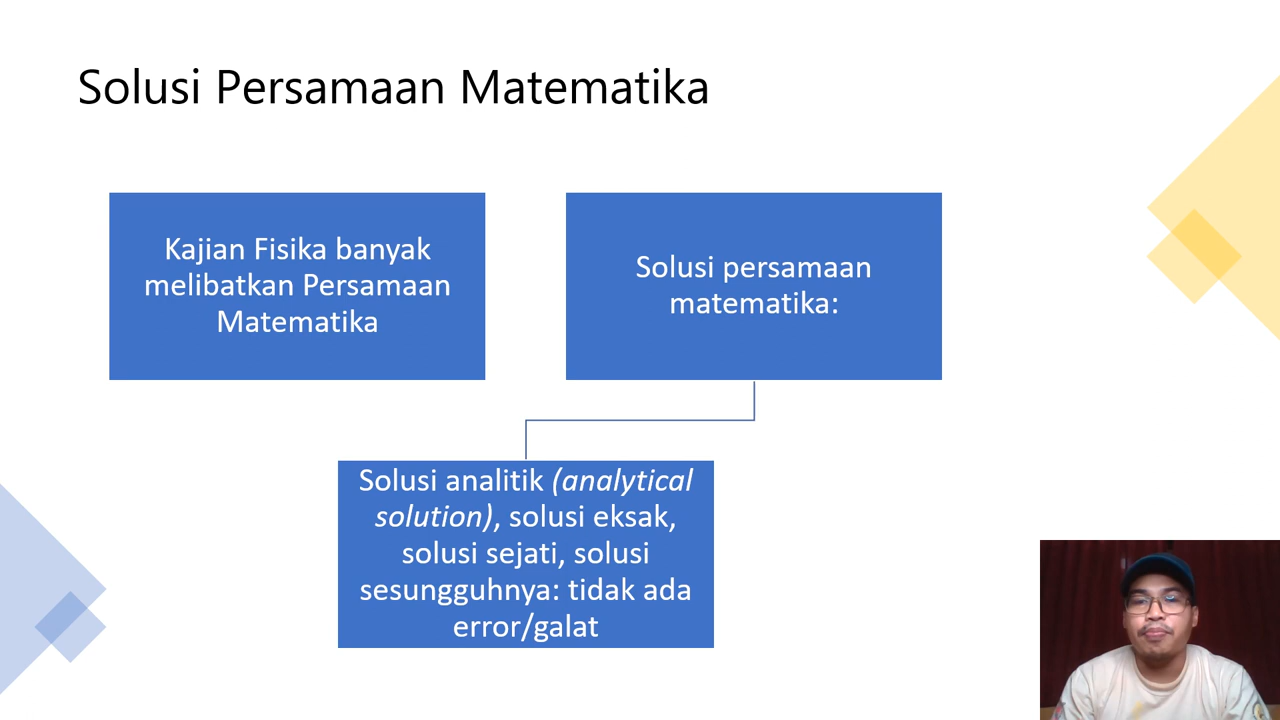 Solusi Persamaan Matematika
Kajian Fisika banyak
melibatkan Persamaan
Matematika
Solusi persamaan
matematika:
Solusi analitik (analytical
solution), solusi eksak,
solusi sejati, solusi
sesungguhnya: tidak ada
error/galat